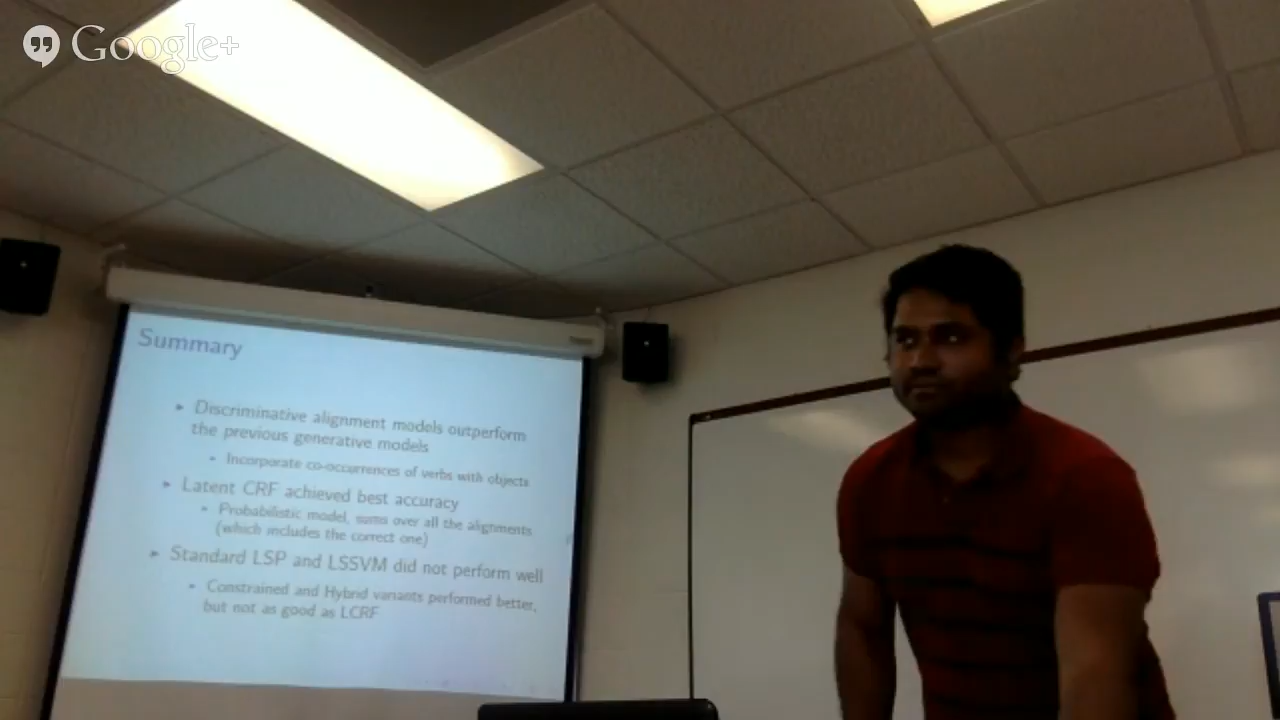 Google+
Summary
Discriminative alignment models outperform
the previous generative models
Incorporate co-occurrences of verbs with objects
Latent CRF achieved best accuracy
Probabilistic model, sums over all the alignments
(which includes the correct one)
Standard LSP and LSSVM did not perform well
Constrained and Hybrid variants performed better,
but not as good as LCRF